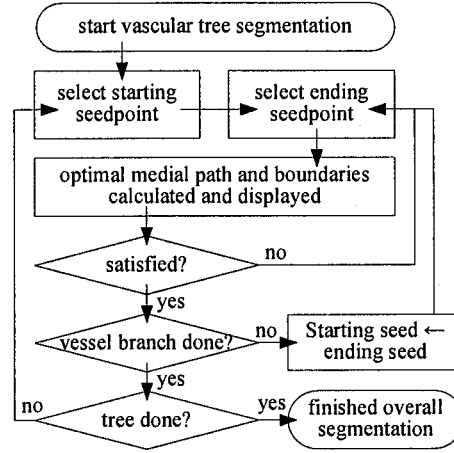 start vascular tree segmentation
select starting
seedpoint
select ending
seedpoint
optimal medial path and boundaries
calculated and displayed
satisfied?
no
yes
vessel branch done?
no
Starting seed ←
ending seed
yes
no
tree done?
yes
finished overall
segmentation